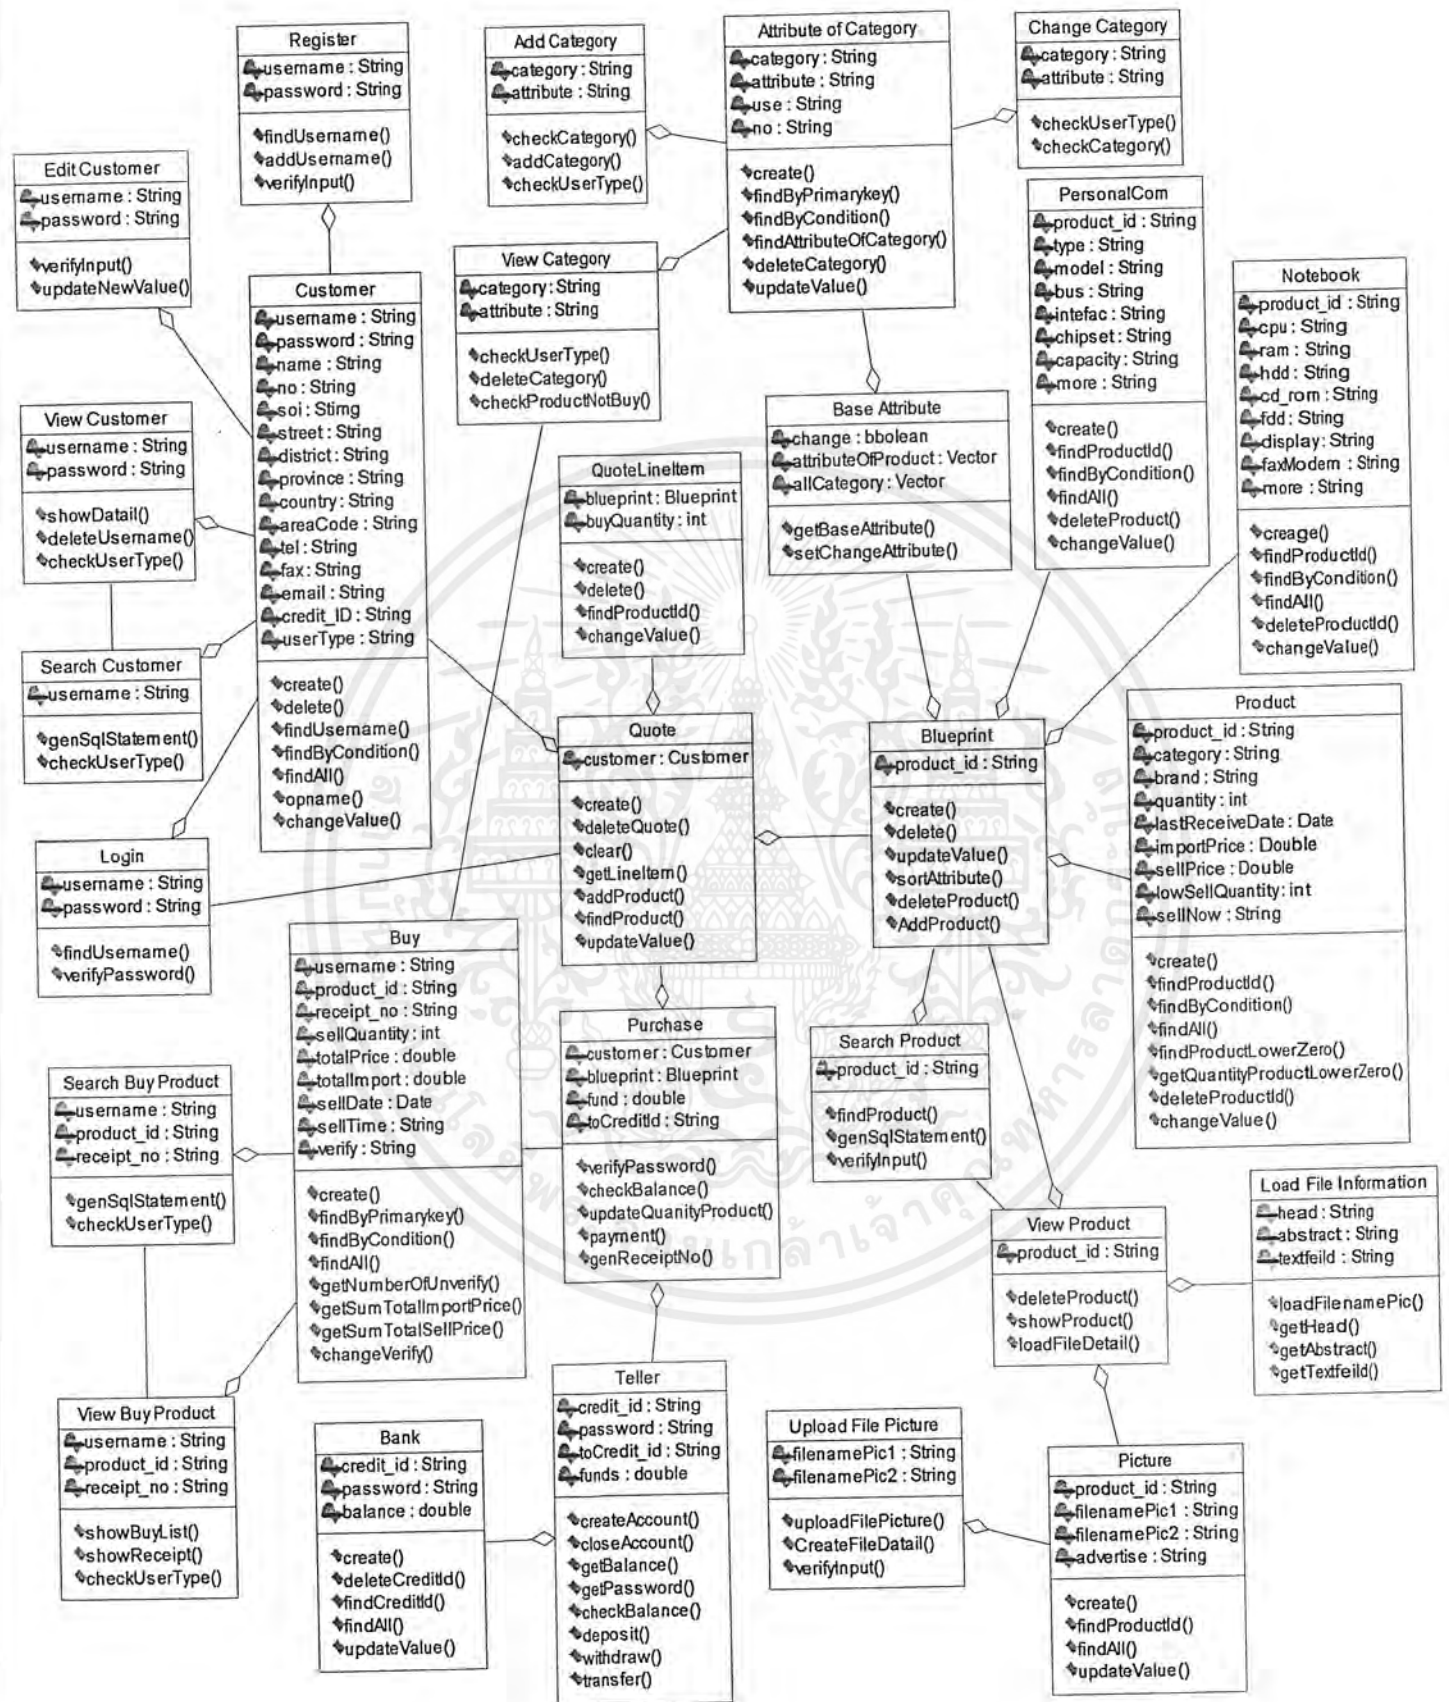 Register
username : String
password : String
findUsername()
addUsername()
verifyInput()
Add Category
category : String
attribute : String
checkCategory()
addCategory()
checkUserType()
Attribute of Category
category : String
attribute : String
use : String
no : String
create()
findByPrimarykey()
findByCondition()
findAttributeOfCategory()
deleteCategory()
updateValue()
Change Category
category : String
attribute : String
checkUserType()
checkCategory()
Edit Customer
username : String
password : String
verifyInput()
updateNewValue()
Customer
username : String
password : String
name : String
no : String
soi : Stimg
street : String
district : String
province : String
country : String
areaCode : String
tel : String
fax : String
email : String
credit_ID : String
userType : String
create()
delete()
findUsername()
findByCondition()
findAll()
opname()
changeValue()
View Category
category : String
attribute : String
checkUserType()
deleteCategory()
checkProductNotBuy()
PersonalCom
product_id : String
type : String
model : String
bus : String
intefac : String
chipset : String
capacity : String
more : String
create()
findProductId()
findByCondition()
findAll()
deleteProduct()
changeValue()
Notebook
product_id : String
cpu : String
ram : String
hdd : String
cd_rom : String
fdd : String
display : String
faxModem : String
more : String
creage()
findProductId()
findByCondition()
findAll()
deleteProductId()
changeValue()
View Customer
username : String
password : String
showDatail()
deleteUsername()
checkUserType()
Base Attribute
change : bbolean
attributeOfProduct : Vector
allCategory : Vector
getBaseAttribute()
setChangeAttribute()
QuoteLineItem
blueprint : Blueprint
buyQuantity : int
create()
delete()
findProductId()
changeValue()
Search Customer
username : String
genSqlStatement()
checkUserType()
Quote
customer : Customer
create()
deleteQuote()
clear()
getLineItem()
addProduct()
findProduct()
updateValue()
Blueprint
product_id : String
create()
delete()
updateValue()
sortAttribute()
deleteProduct()
AddProduct()
Product
product_id : String
category : String
brand : String
quantity : int
lastReceiveDate : Date
importPrice : Double
sellPrice : Double
lowSellQuantity : int
sellNow : String
create()
findProductId()
findByCondition()
findAll()
findProductLowerZero()
getQuantityProductLowerZero()
deleteProductId()
changeValue()
Login
username : String
password : String
findUsername()
verifyPassword()
Buy
username : String
product_id : String
receipt_no : String
sellQuantity : int
totalPrice : double
totalImport : double
sellDate : Date
sellTime : String
verify : String
create()
findByPrimarykey()
findByCondition()
findAll()
getNumberOfUnverify()
getSumTotalImportPrice()
getSumTotalSellPrice()
changeVerify()
Purchase
customer : Customer
blueprint : Blueprint
fund : double
toCreditId : String
verifyPassword()
checkBalance()
updateQuanityProduct()
payment()
genReceiptNo()
Search Product
product_id : String
findProduct()
genSqlStatement()
verifyInput()
Search Buy Product
username : String
product_id : String
receipt_no : String
genSqlStatement()
checkUserType()
View Product
product_id : String
deleteProduct()
showProduct()
loadFileDetail()
Load File Information
head : String
abstract : String
textfeild : String
loadFilenamePic()
getHead()
getAbstract()
getTextfeild()
View Buy Product
username : String
product_id : String
receipt_no : String
showBuyList()
showReceipt()
checkUserType()
Bank
credit_id : String
password : String
balance : double
create()
deleteCreditId()
findCreditId()
findAll()
updateValue()
Teller
credit_id : String
password : String
toCredit_id : String
funds : double
createAccount()
closeAccount()
getBalance()
getPassword()
checkBalance()
deposit()
withdraw()
transfer()
Upload File Picture
filenamePic1 : String
filenamePic2 : String
uploadFilePicture()
CreateFileDatail()
verifyInput()
Picture
product_id : String
filenamePic1 : String
filenamePic2 : String
advertise : String
create()
findProductId()
findAll()
updateValue()